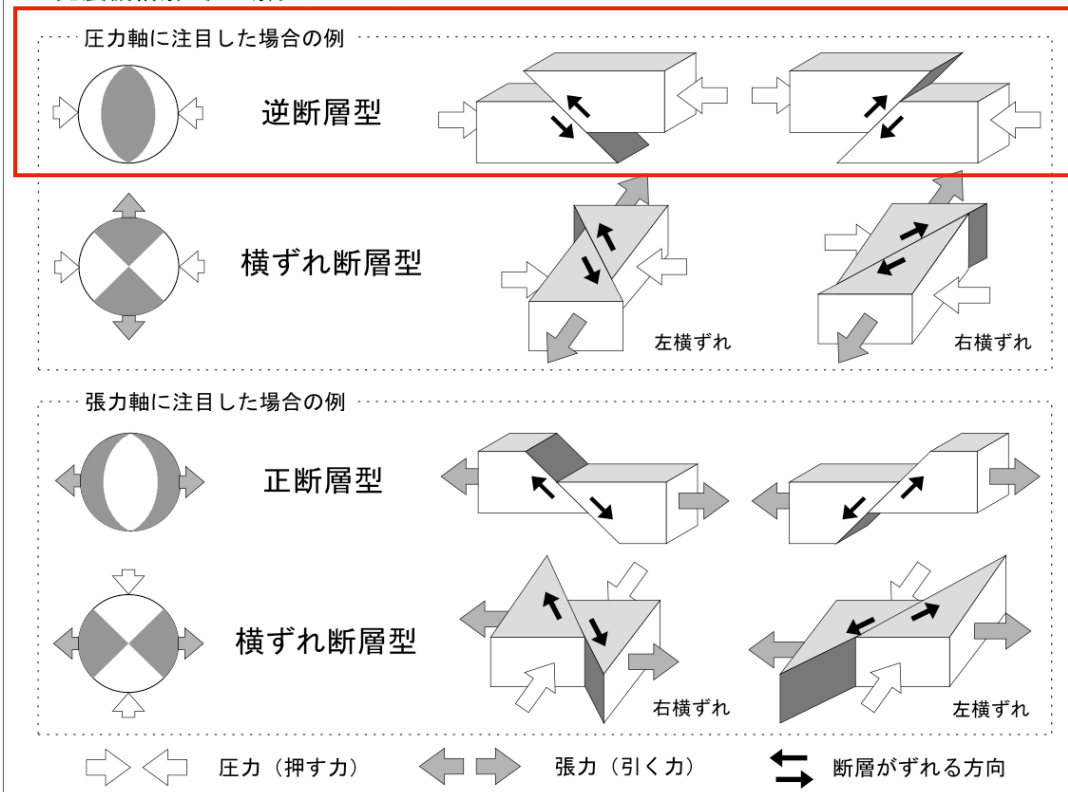 圧力軸に注目した場合の例
逆断層型
横ずれ断層型
左横ずれ
右横ずれ
張力軸に注目した場合の例
正断層型
横ずれ断層型
右横ずれ
左横ずれ
圧力（押す力）
張力（引く力）
断層がずれる方向